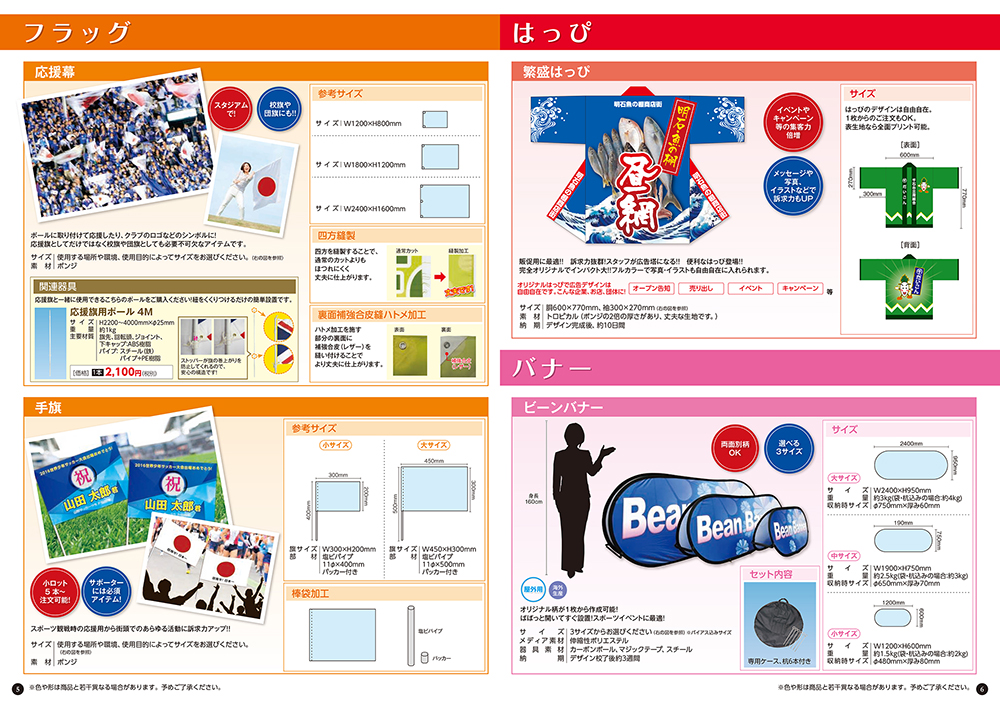 フラッグ
応援幕
スタジアム
で!
校旗や
団旗にも!!
ポールに取り付けて応援したり、クラブのロゴなどのシンボルに!
応援旗としてだけではなく校旗や団旗としても必要不可欠なアイテムです。
サイズ 使用する場所や環境、使用目的によってサイズをお選びください。(右の図を参照)
素材 ポンジ
関連器具
応援旗と一緒に使用できるこちらのポールをご購入ください!紐をくくりつけるだけの簡単設置です。
応援旗用ポール 4M
サイズ H2200〜4000mm×φ25mm
重量 約1kg
主要材質 旗先、回転頭、ジョイント、
下キャップ:ABS樹脂
パイプ:スチール(鉄)
パイプ+PE樹脂
[価格] 1本 2,100円(税別)
ストッパーが旗の巻上がりを
防止してくれるので、
安心の構造です!
参考サイズ
サイズ W1200×H800mm
サイズ W1800×H1200mm
サイズ W2400×H1600mm
四方縫製
四方を縫製することで、
通常のカットよりも
ほつれにくく
丈夫に仕上がります。
通常カット
縫製加工
丈夫です!
裏面補強合皮縫ハトメ加工
ハトメ加工を施す
部分の裏面に
補強合皮(レザー)を
縫い付けることで
より丈夫に仕上がります。
表面
裏面
補強合皮
レザー
手旗
祝
山田 太郎君
祝
山田 太郎君
小ロット
5本〜
注文可能!
サポーター
には必須
アイテム!
スポーツ観戦時の応援用から街頭でのあらゆる活動に訴求力アップ!!
サイズ 使用する場所や環境、使用目的によってサイズをお選びください。
(右の図を参照)
素材 ポンジ
参考サイズ
小サイズ
300mm
200mm
400mm
旗サイズ W300×H200mm
部材 塩ビパイプ
11φ×400mm
パッカー付き
大サイズ
450mm
300mm
500mm
旗サイズ W450×H300mm
部材 塩ビパイプ
11φ×500mm
パッカー付き
棒袋加工
塩ビパイプ
パッカー
5 ※色や形は商品と若干異なる場合があります。予めご了承ください。
はっぴ
繁盛はっぴ
明石魚の棚商店街
明石魚の棚
昼網
イベントや
キャンペーン
等の集客力
倍増
メッセージや
写真、
イラストなどで
訴求力もUP
販促用に最適!! 訴求力抜群!スタッフが広告塔になる!! 便利なはっぴ登場!!
完全オリジナルでインパクト大!!フルカラーで写真・イラストも自由自在に入れられます。
オリジナルはっぴで広告デザインは
自由自在です。こんな企業、お店、団体に!
オープン告知
売り出し
イベント
キャンペーン
等
サイズ 胴600×770mm、袖300×270mm(右の図を参照)
素材 トロピカル(ポンジの2倍の厚さがあり、丈夫な生地です。)
納期 デザイン完成後、約10日間
サイズ
はっぴのデザインは自由自在。
1枚からのご注文もOK。
表生地なら全面プリント可能。
[表面]
600mm
270mm
300mm
770mm
[背面]
バナー
ビーンバナー
身長
160cm
両面別柄
OK
選べる
3サイズ
Bean
Bean B
Bean Ban
屋外用
海外
生産
オリジナル柄が1枚から作成可能!
ぱぱっと開いてすぐ設置!スポーツイベントに最適!
サイズ 3サイズからお選びください(右の図を参照) ※バイアス込みサイズ
メディア素材 伸縮性ポリエステル
器具素材 カーボンポール、マジックテープ、スチール
納期 デザイン校了後約3週間
セット内容
専用ケース、杭6本付き
サイズ
2400mm
950mm
大サイズ
サイズ W2400×H950mm
重量 約3kg(袋・杭込みの場合:約4kg)
収納時サイズ φ750mm×厚み60mm
190mm
750mm
中サイズ
サイズ W1900×H750mm
重量 約2.5kg(袋・杭込みの場合:約3kg)
収納時サイズ φ650mm×厚み70mm
1200mm
600mm
小サイズ
サイズ W1200×H600mm
重量 約1.5kg(袋・杭込みの場合:約2kg)
収納時サイズ φ480mm×厚み80mm
※色や形は商品と若干異なる場合があります。予めご了承ください。 6